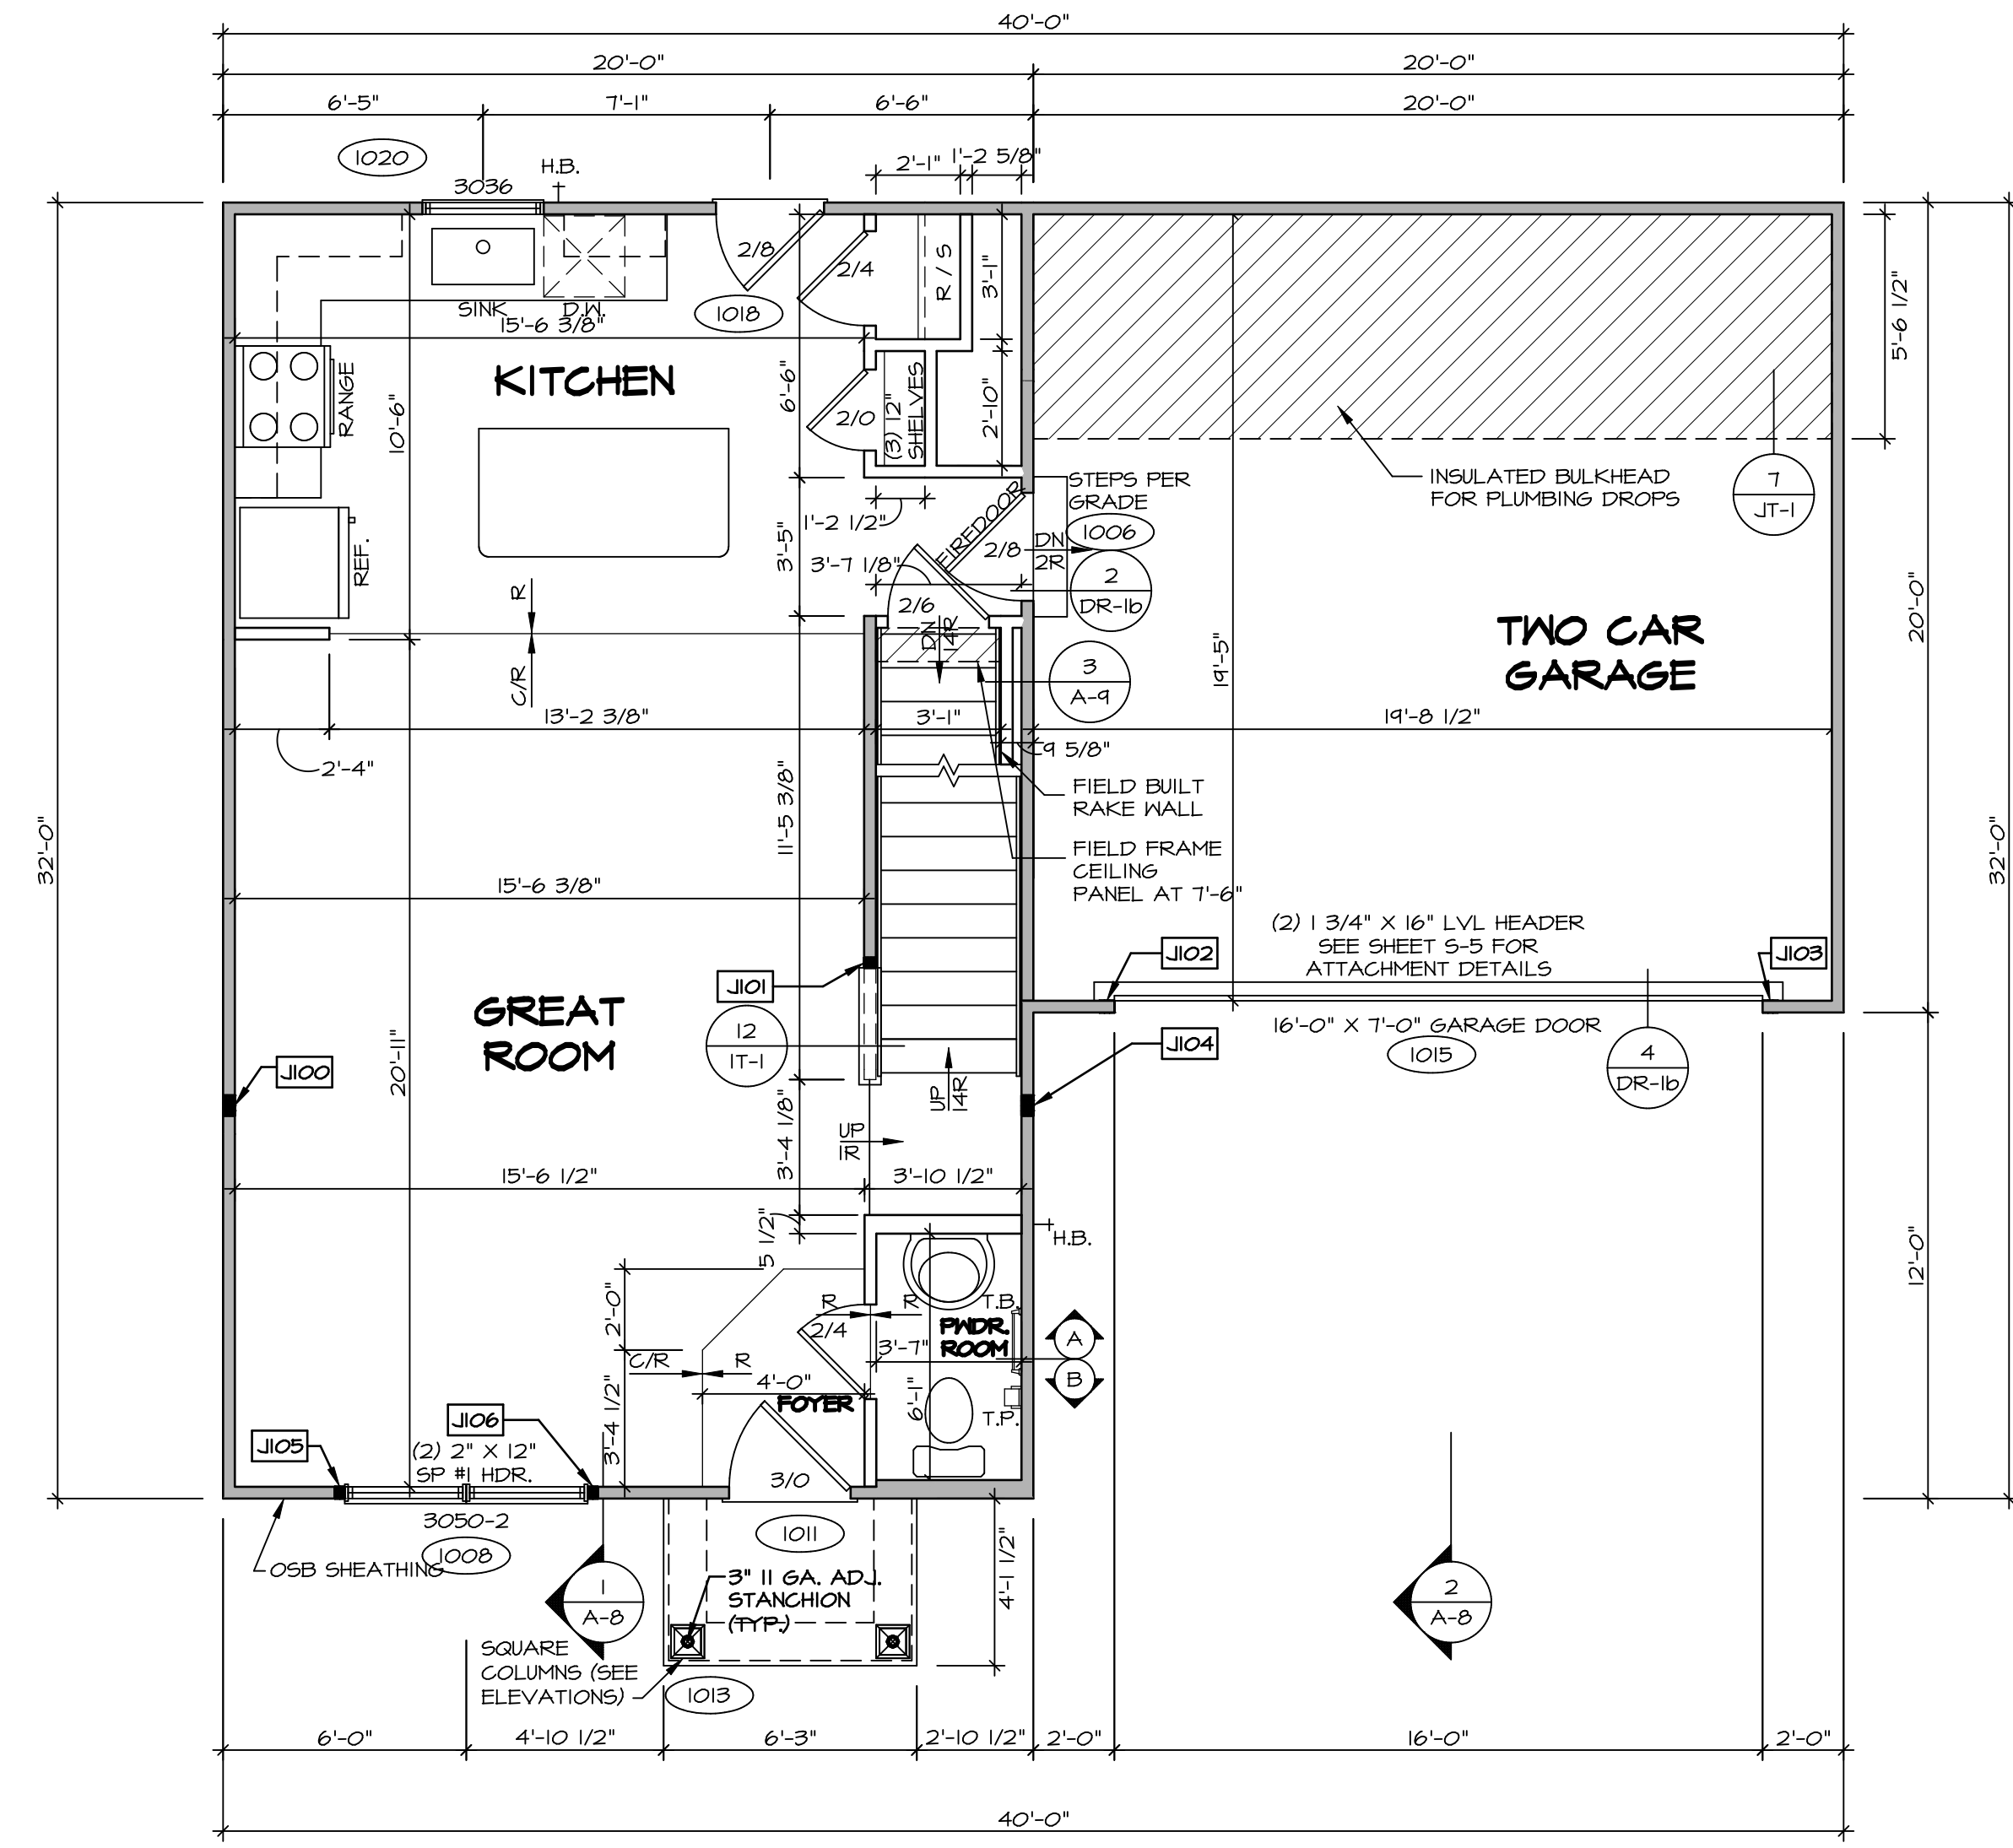 40'-0"
20'-0" 20'-0"
6'-5" 7'-1" 6'-6" 20'-0"
1020
H.B.
2'-1" 1'-2 5/8"
3036
2/8
2/4
R / S
3'-1"
5'-6 1/2"
SINK
D.W.
1018
15'-6 3/8"
KITCHEN
RANGE
10'-6"
6'-6"
2/0
(3) 12"
SHELVES
2'-10"
INSULATED BULKHEAD
FOR PLUMBING DROPS
7
JT-1
STEPS PER
GRADE
1006
1'-2 1/2"
FIREDOOR
REF.
3'-5"
3'-7 1/8"
2/8
DN
2R
2
DR-1b
R
C/R
2/6
DN
14R
3
A-9
TWO CAR
GARAGE
20'-0"
19'-5"
13'-2 3/8"
3'-1"
19'-8 1/2"
9 5/8"
2'-4"
FIELD BUILT
RAKE WALL
11'-5 3/8"
32'-0"
32'-0"
FIELD FRAME
CEILING
PANEL AT 7'-6"
15'-6 3/8"
(2) 1 3/4" X 16" LVL HEADER
SEE SHEET S-5 FOR
ATTACHMENT DETAILS
J102
J103
J101
GREAT
ROOM
12
1T-1
16'-0" X 7'-0" GARAGE DOOR
1015
J104
4
DR-1b
J100
20'-11"
UP
14R
3'-4 1/8"
UP
1R
15'-6 1/2"
3'-10 1/2"
5 1/2"
H.B.
12'-0"
2'-0"
R
R
2/4
T.B.
PWDR.
ROOM
3'-7"
A
B
C/R
R
4'-0"
FOYER
6'-1"
T.P.
3'-4 1/2"
J106
J105
(2) 2" X 12"
SP #1 HDR.
3/0
3050-2
1008
OSB SHEATHING
1011
4'-1 1/2"
1
A-8
3" 11 GA. ADJ.
STANCHION
(TYP.)
2
A-8
SQUARE
COLUMNS (SEE
ELEVATIONS)
1013
6'-0" 4'-10 1/2" 6'-3" 2'-10 1/2" 2'-0" 16'-0" 2'-0"
40'-0"